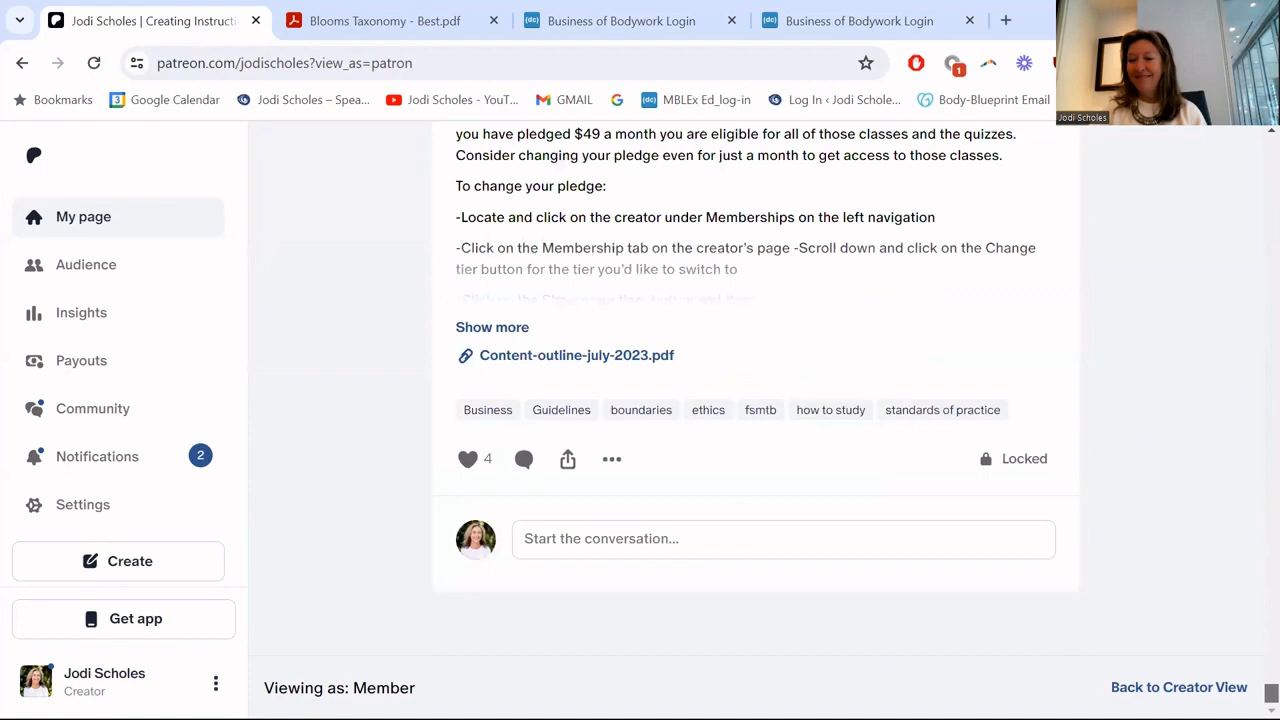 Jodi Scholes | Creating Instructi
Blooms Taxonomy - Best.pdf
Business of Bodywork Login
Business of Bodywork Login
patreon.com/jodischoles?view_as=patron
1
Bookmarks
Google Calendar
Jodi Scholes – Spea...
Jodi Scholes - YouT...
GMAIL
MBLEx Ed_log-in
Log In ‹ Jodi Schole...
Body-Blueprint Email
Jodi Scholes
My page
Audience
Insights
Payouts
Community
Notifications
2
Settings
Create
Get app
Jodi Scholes
Creator
you have pledged $49 a month you are eligible for all of those classes and the quizzes.
Consider changing your pledge even for just a month to get access to those classes.
To change your pledge:
-Locate and click on the creator under Memberships on the left navigation
-Click on the Membership tab on the creator's page -Scroll down and click on the Change
tier button for the tier you'd like to switch to
Show more
Content-outline-july-2023.pdf
Business
Guidelines
boundaries
ethics
fsmtb
how to study
standards of practice
4
Locked
Start the conversation...
Viewing as: Member
Back to Creator View